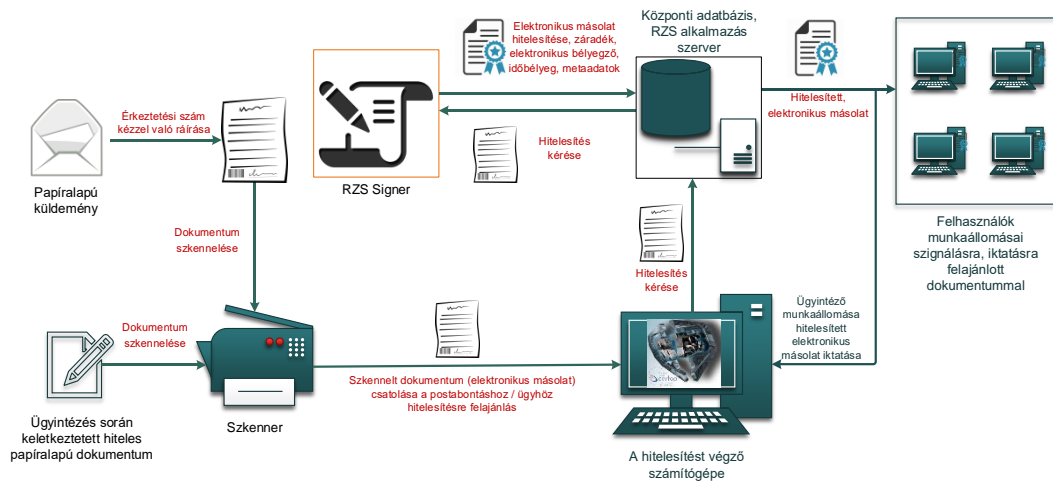 Központi adatbázis,
RZS alkalmazás
szerver
Elektronikus másolat
hitelesítése, záradék,
elektronikus bélyegző,
időbélyeg, metaadatok
Érkeztetési szám
kézzel való ráírása
Hitelesített,
elektronikus másolat
Hitelesítés
kérése
Papíralapú
küldemény
RZS Signer
Felhasználók
munkaállomásai
szignálásra, iktatásra
felajánlott
dokumentummal
Dokumentum
szkennelése
Hitelesítés
kérése
Ügyintéző
munkaállomása
hitelesített
elektronikus
másolat iktatása
Dokumentum
szkennelése
Szkennelt dokumentum (elektronikus másolat)
csatolása a postabontáshoz / ügyhöz
hitelesítésre felajánlás
Ügyintézés során
keletkeztetett hiteles
papíralapú dokumentum
Szkenner
A hitelesítést végző
számítógépe